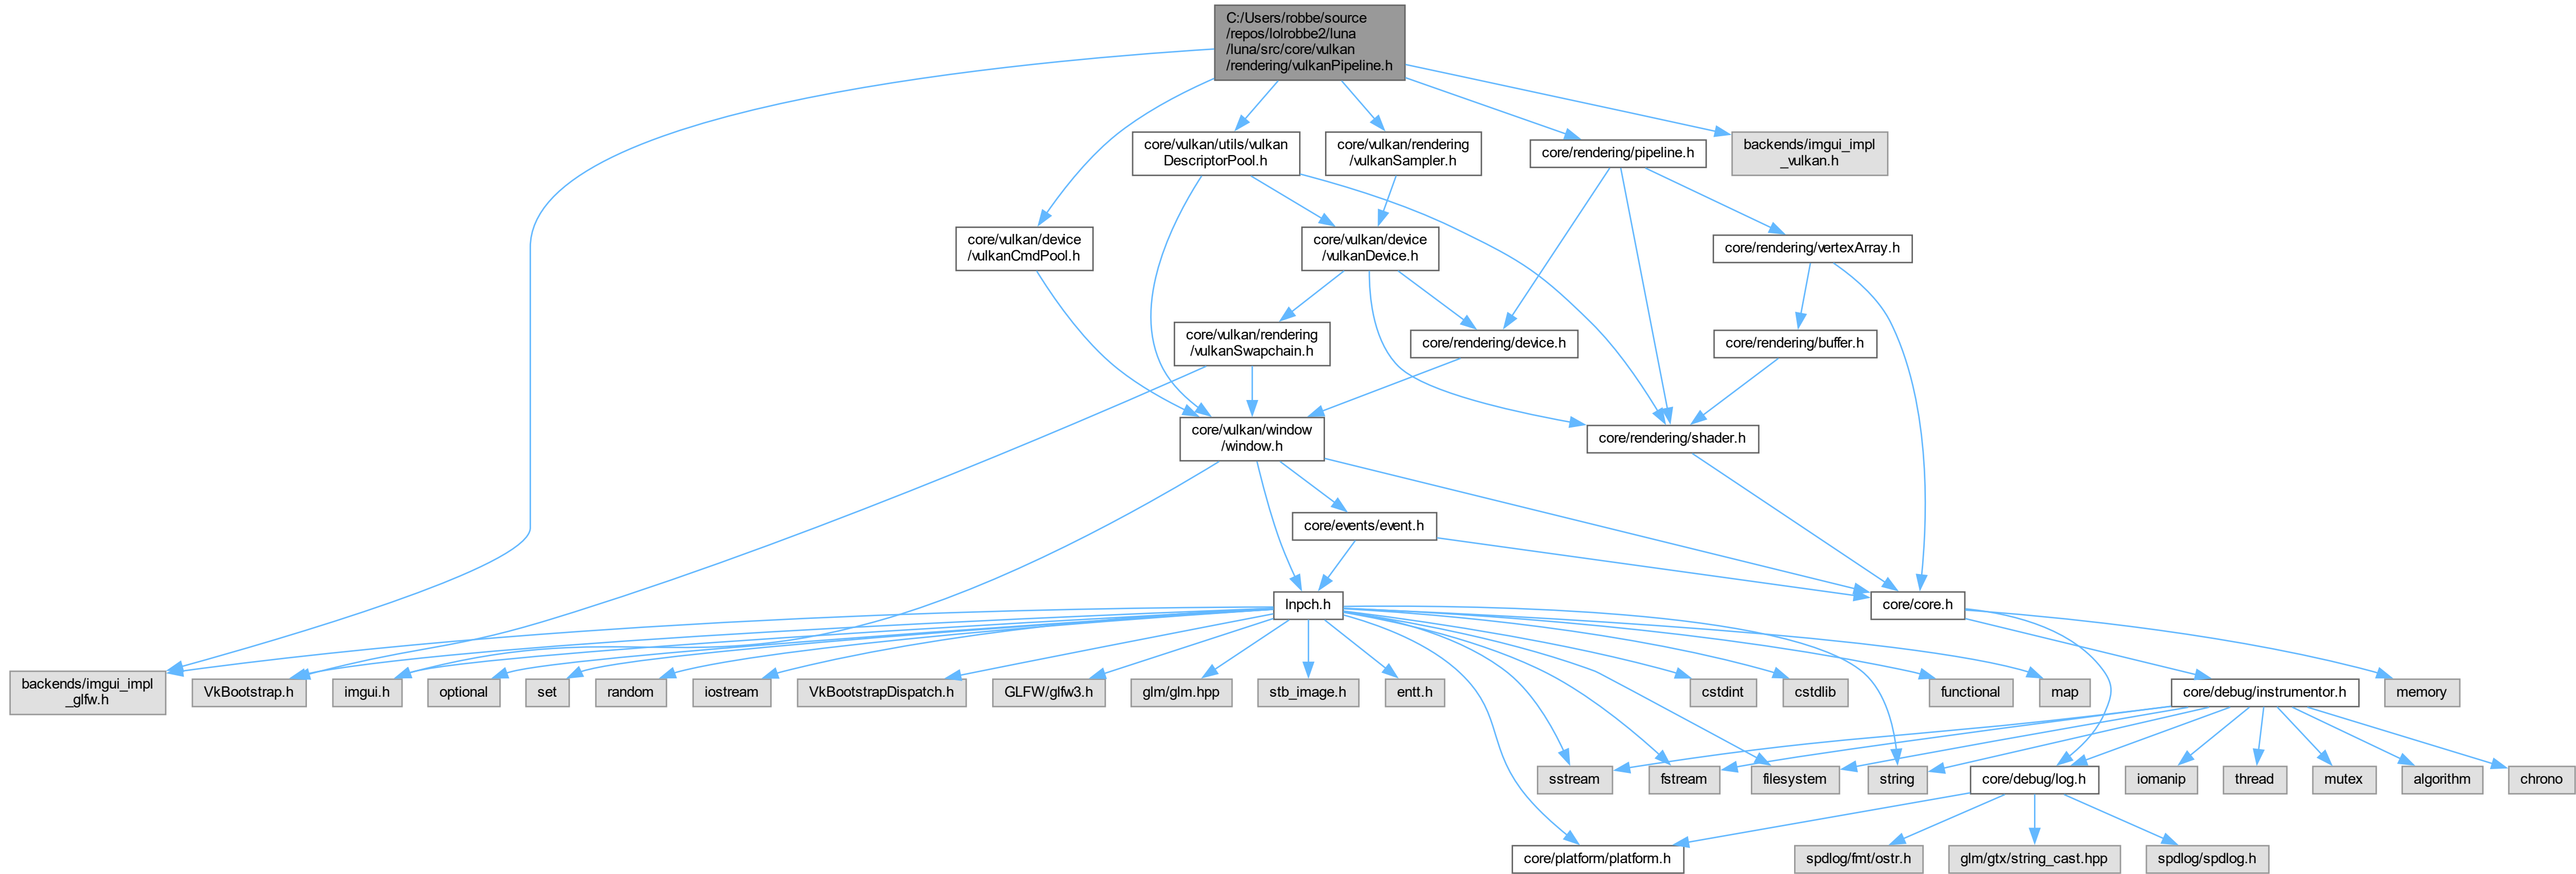 C:/Users/robbe/source
/repos/lolrobbe2/luna
/luna/src/core/vulkan
/rendering/vulkanPipeline.h
core/vulkan/utils/vulkan
DescriptorPool.h
core/vulkan/rendering
/vulkanSampler.h
core/rendering/pipeline.h
backends/imgui_impl
_vulkan.h
core/vulkan/device
/vulkanCmdPool.h
core/vulkan/device
/vulkanDevice.h
core/rendering/vertexArray.h
core/vulkan/rendering
/vulkanSwapchain.h
core/rendering/device.h
core/rendering/buffer.h
core/vulkan/window
/window.h
core/rendering/shader.h
core/events/event.h
lnpch.h
core/core.h
backends/imgui_impl
_glfw.h
VkBootstrap.h
imgui.h
optional
set
random
iostream
VkBootstrapDispatch.h
GLFW/glfw3.h
glm/glm.hpp
stb_image.h
entt.h
cstdint
cstdlib
functional
map
core/debug/instrumentor.h
memory
sstream
fstream
filesystem
string
core/debug/log.h
iomanip
thread
mutex
algorithm
chrono
core/platform/platform.h
spdlog/fmt/ostr.h
glm/gtx/string_cast.hpp
spdlog/spdlog.h